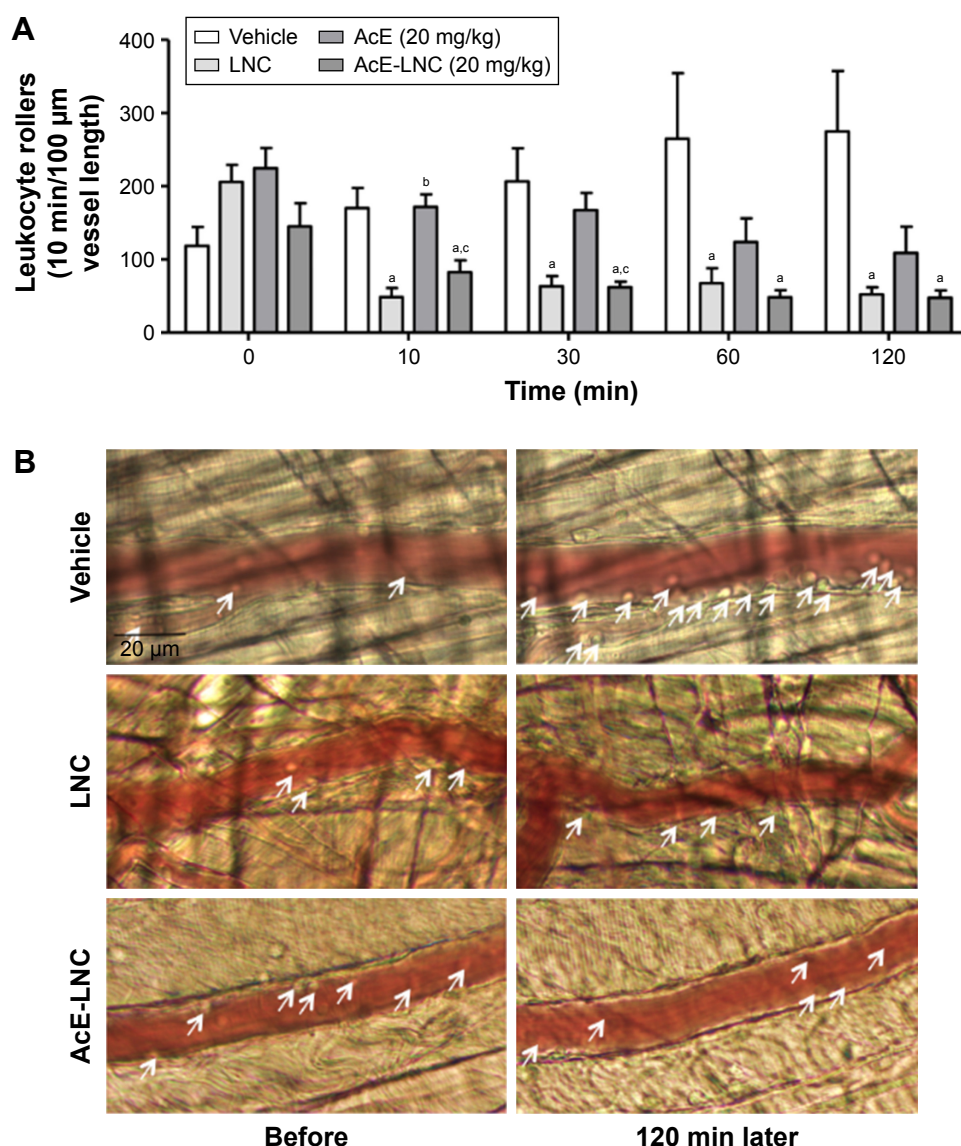 A
Leukocyte rollers
(10 min/100 µm
vessel length)
400
300
200
100
0
Vehicle
AcE (20 mg/kg)
LNC
AcE-LNC (20 mg/kg)
a
b
a,c
a
a,c
a
a
a
a
0
10
30
60
120
Time (min)
B
Vehicle
20 µm
LNC
AcE-LNC
Before
120 min later